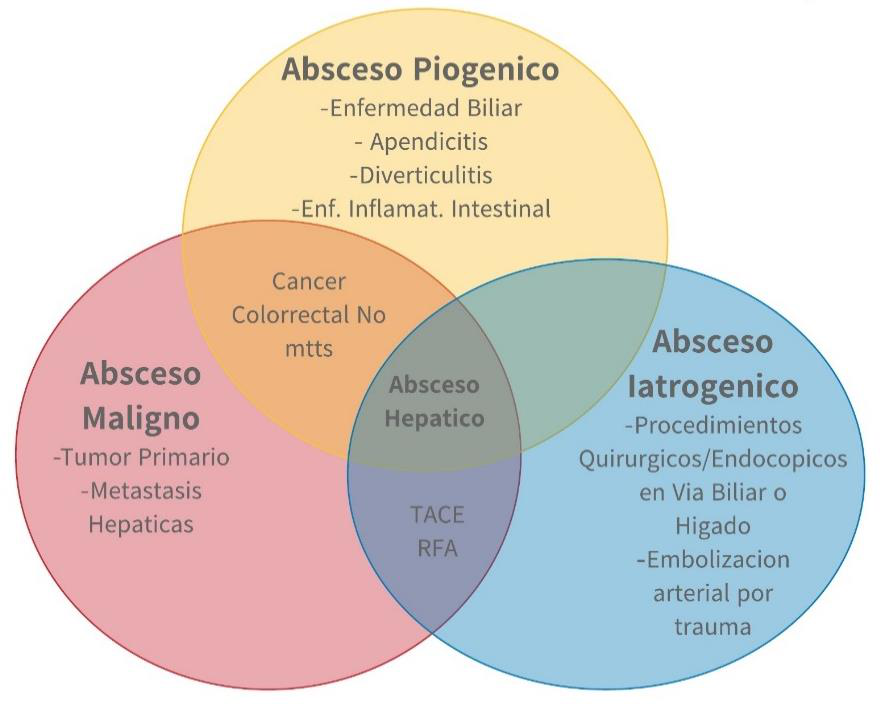 Absceso Piogenico
-Enfermedad Biliar
- Apendicitis
-Diverticulitis
-Enf. Inflamat. Intestinal
Cancer
Colorrectal No
mtts
Absceso
Maligno
-Tumor Primario
-Metastasis
Hepaticas
Absceso
Hepatico
TACE
RFA
Absceso
Iatrogenico
-Procedimientos
Quirurgicos/Endocopicos
en Via Biliar o
Higado
-Embolizacion
arterial por
trauma